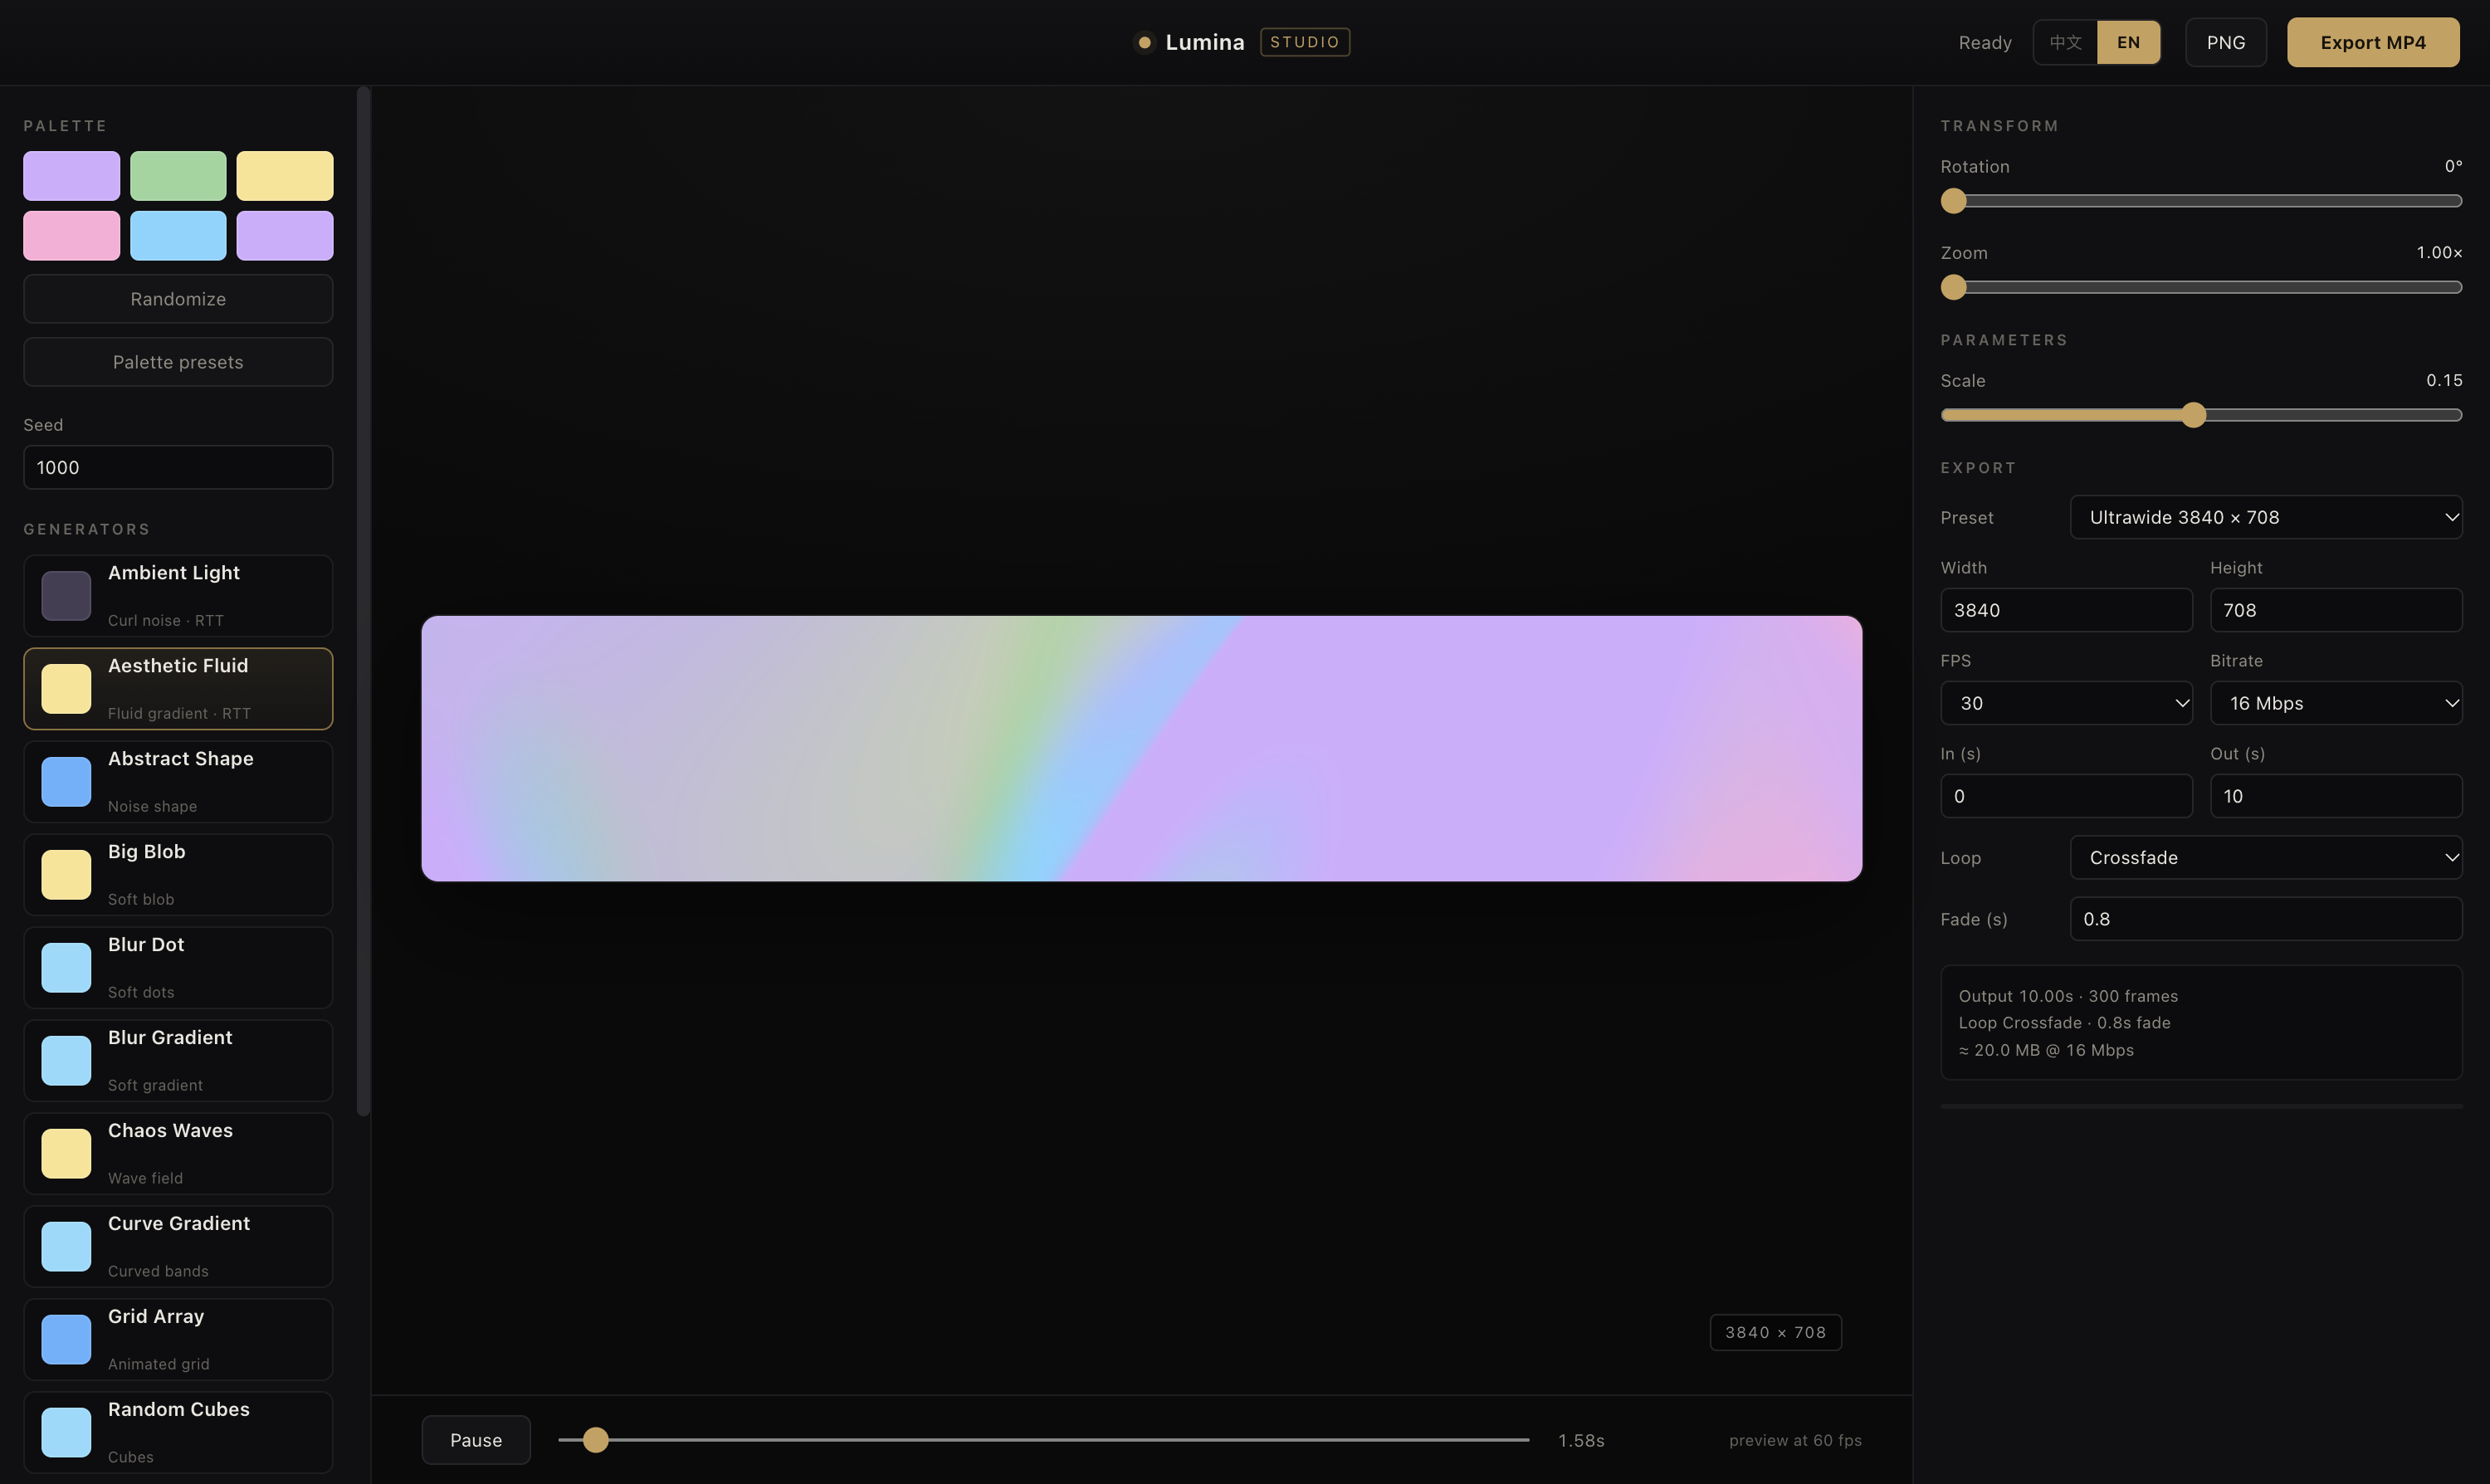 Lumina STUDIO
Ready 中文 EN PNG Export MP4
PALETTE
Randomize
Palette presets
Seed
1000
GENERATORS
Ambient Light
Curl noise · RTT
Aesthetic Fluid
Fluid gradient · RTT
Abstract Shape
Noise shape
Big Blob
Soft blob
Blur Dot
Soft dots
Blur Gradient
Soft gradient
Chaos Waves
Wave field
Curve Gradient
Curved bands
Grid Array
Animated grid
Random Cubes
Cubes
3840 × 708
Pause 1.58s preview at 60 fps
TRANSFORM
Rotation 0°
Zoom 1.00×
PARAMETERS
Scale 0.15
EXPORT
Preset Ultrawide 3840 × 708
Width Height
3840 708
FPS Bitrate
30 16 Mbps
In (s) Out (s)
0 10
Loop Crossfade
Fade (s) 0.8
Output 10.00s · 300 frames
Loop Crossfade · 0.8s fade
≈ 20.0 MB @ 16 Mbps